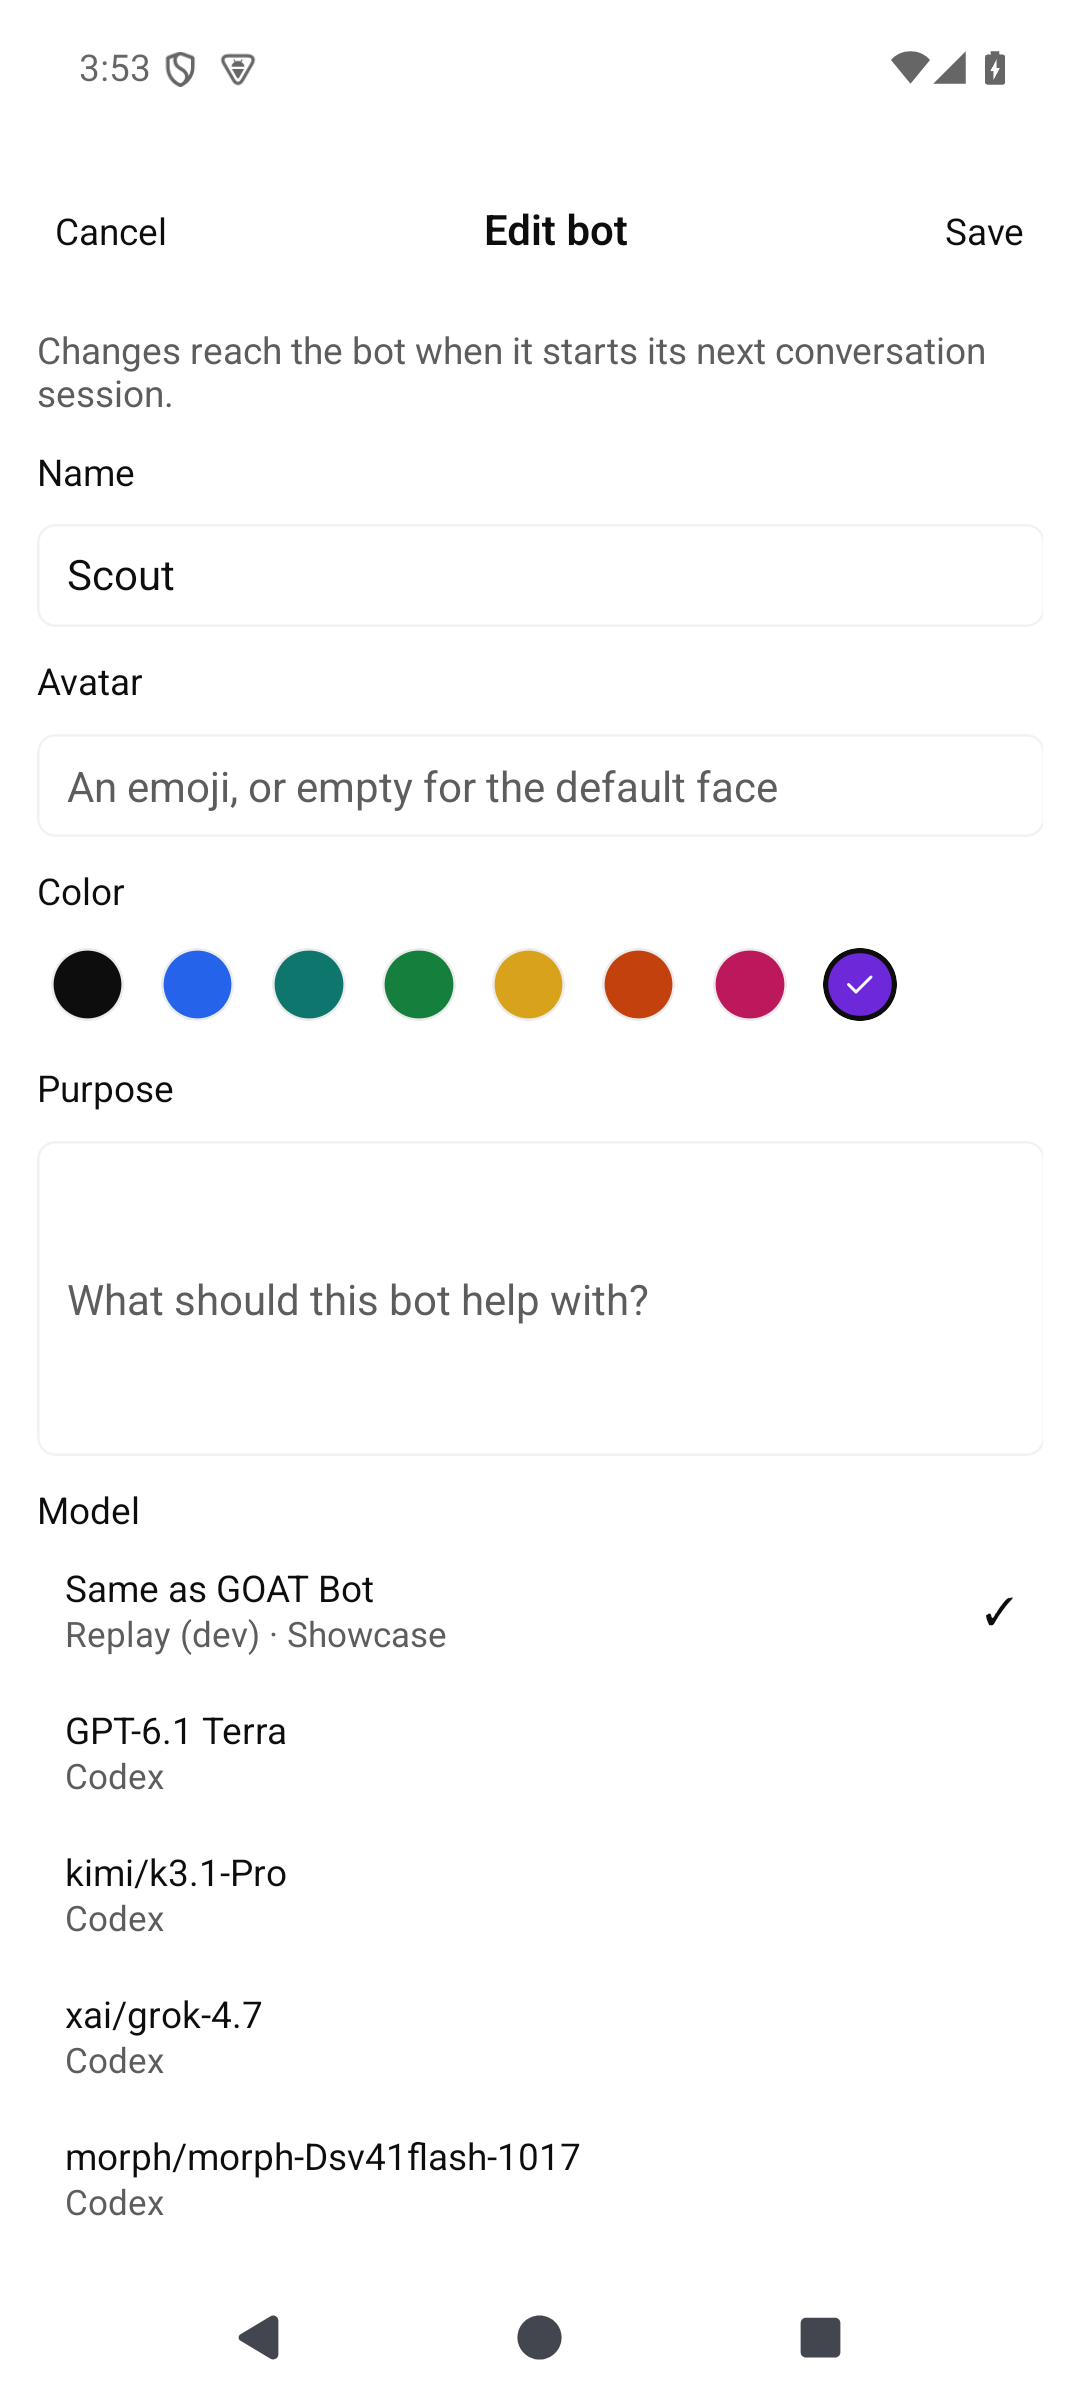 3:53
Cancel
Edit bot
Save
Changes reach the bot when it starts its next conversation
session.
Name
Scout
Avatar
An emoji, or empty for the default face
Color
Purpose
What should this bot help with?
Model
Same as GOAT Bot
Replay (dev) · Showcase
✓
GPT-6.1 Terra
Codex
kimi/k3.1-Pro
Codex
xai/grok-4.7
Codex
morph/morph-Dsv41flash-1017
Codex